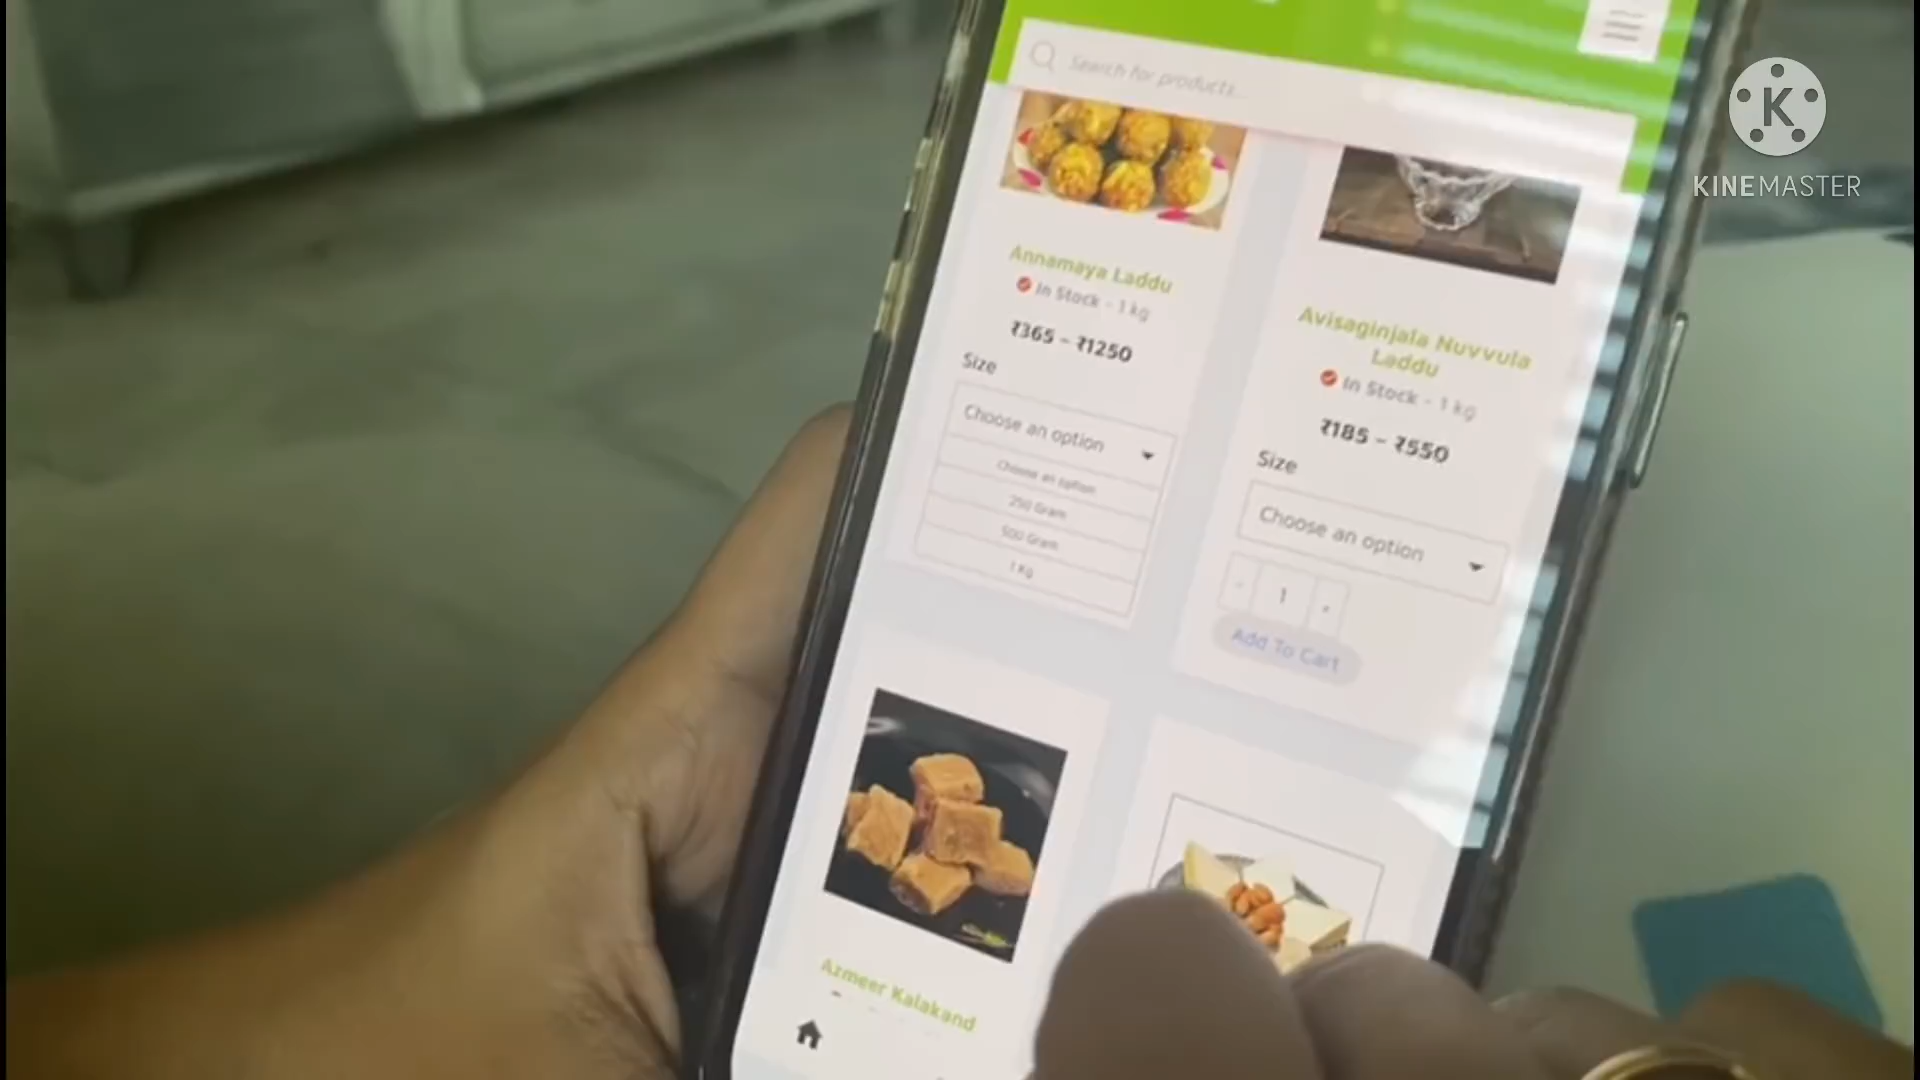 Search for products...
KINEMASTER
Annamaya Laddu
In Stock - 1 kg
₹365 - ₹1250
Size
Choose an option
Choose an option
250 Gram
500 Gram
1 Kg
Avisaginjala Nuvvula
Laddu
In Stock - 1 kg
₹185 - ₹550
Size
Choose an option
- 1 +
Add To Cart
Azmeer Kalakand